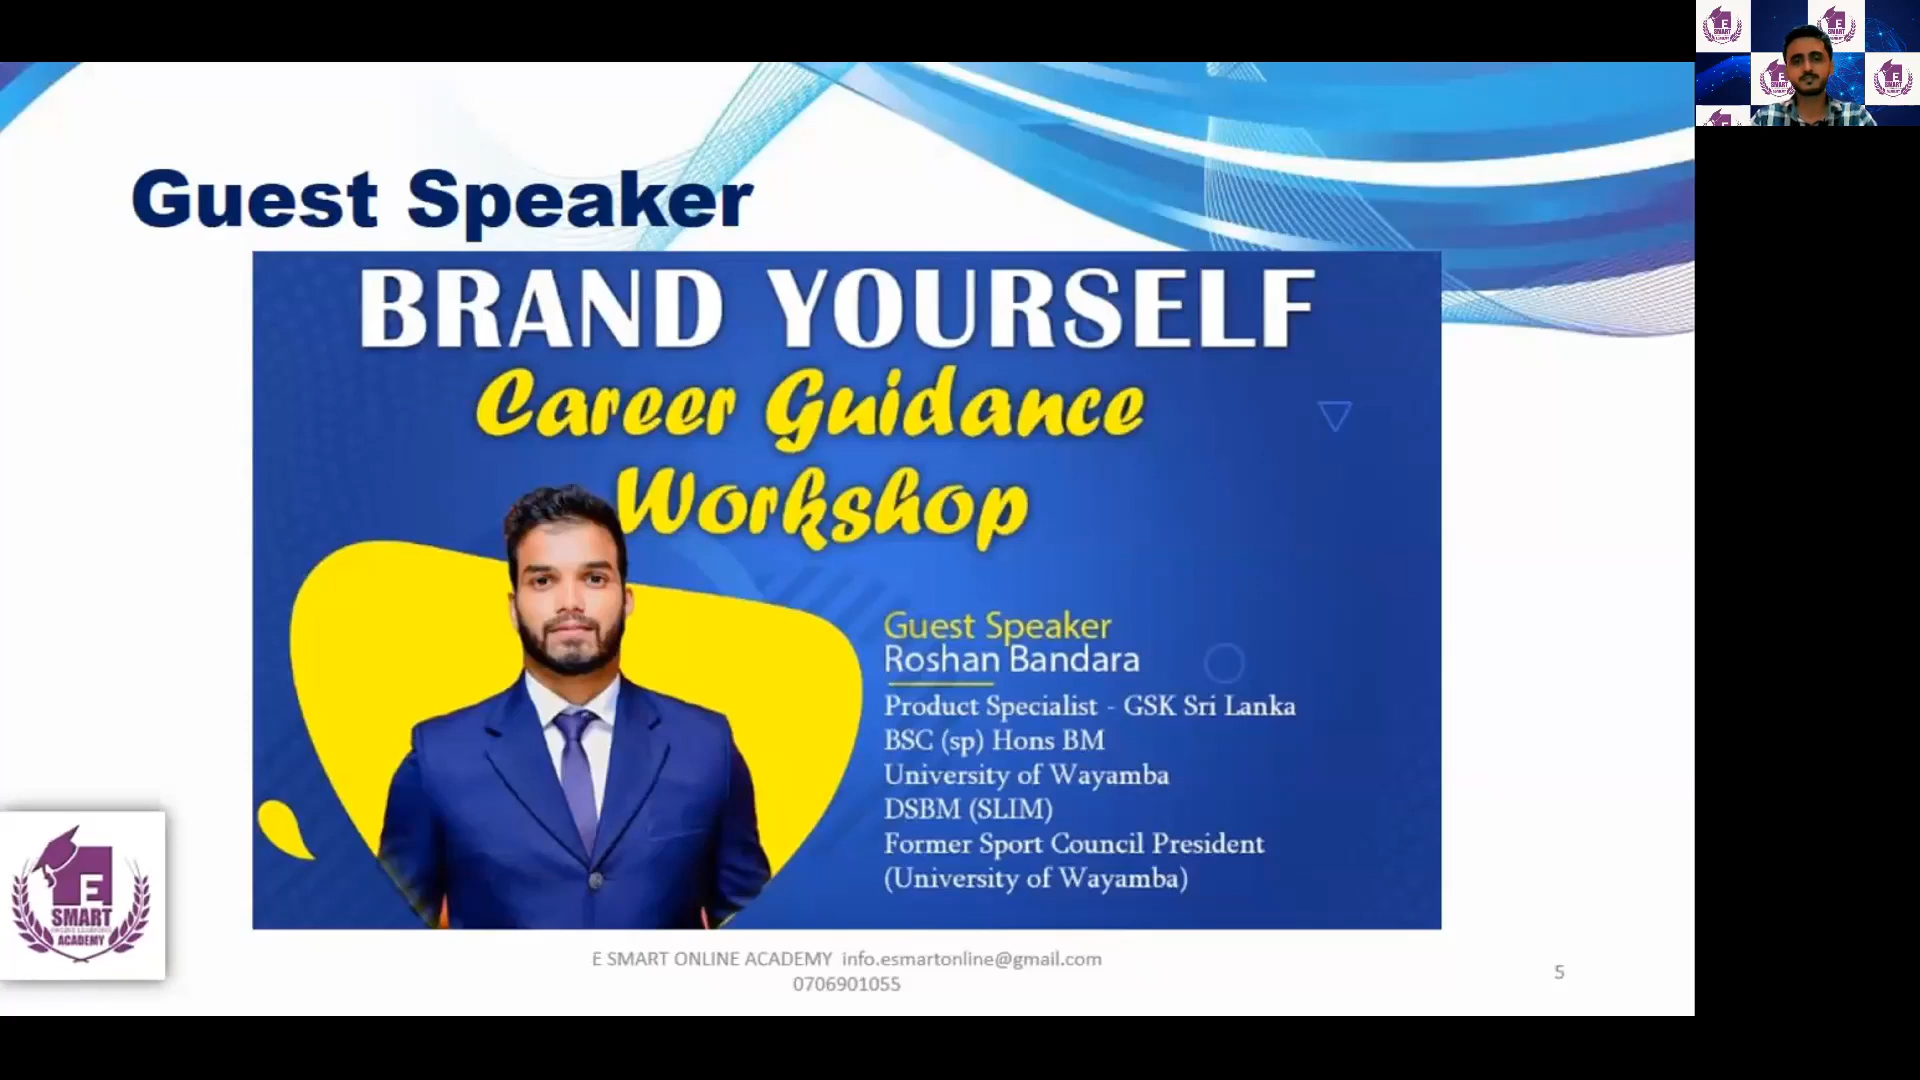 Guest Speaker
BRAND YOURSELF
Career Guidance
Workshop
Guest Speaker
Roshan Bandara
Product Specialist - GSK Sri Lanka
BSC (sp) Hons BM
University of Wayamba
DSBM (SLIM)
Former Sport Council President
(University of Wayamba)
E
SMART
ACADEMY
E SMART ONLINE ACADEMY info.esmartonline@gmail.com
0706901055
5